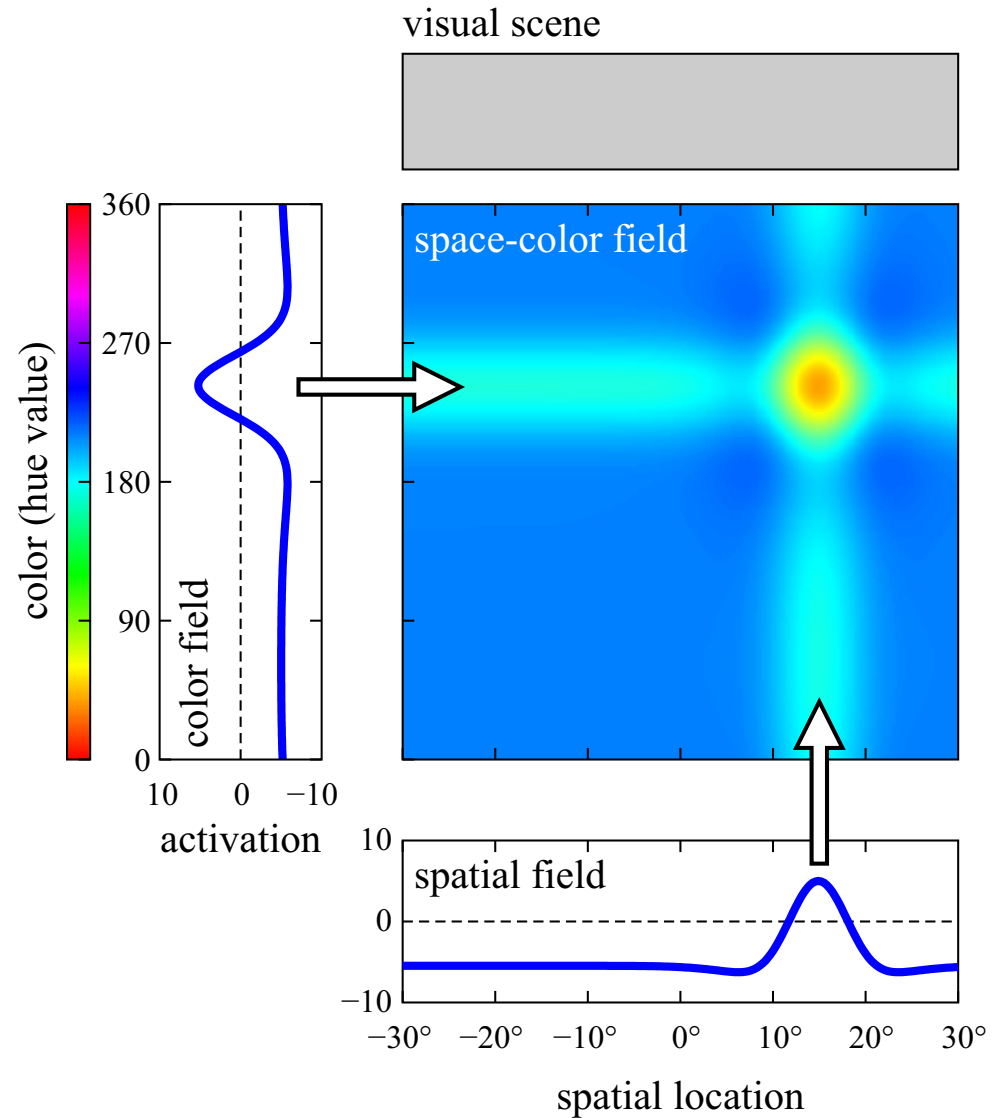 visual scene
space-color field
color (hue value)
360
270
180
90
0
color field
10 0 −10
activation
spatial field
10
0
−10
−30° −20° −10° 0° 10° 20° 30°
spatial location